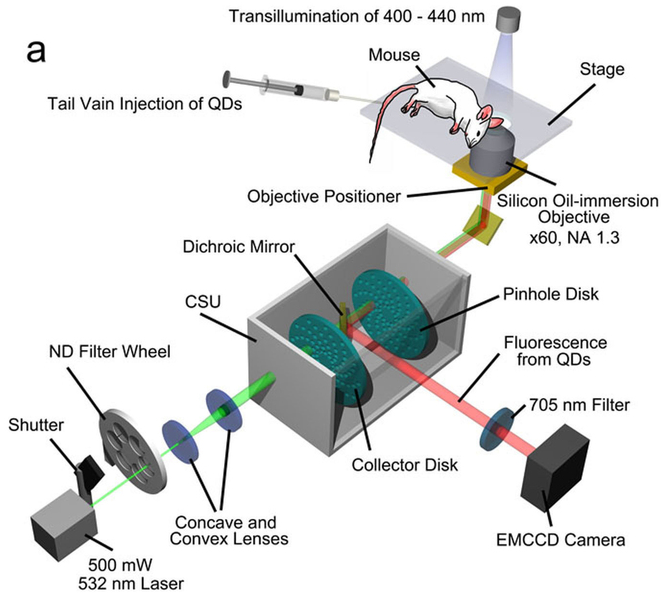 Transillumination of 400 - 440 nm
a
Mouse
Stage
Tail Vain Injection of QDs
Objective Positioner
Silicon Oil-immersion
Objective
x60, NA 1.3
Dichroic Mirror
CSU
Pinhole Disk
ND Filter Wheel
Fluorescence
from QDs
705 nm Filter
Shutter
Collector Disk
Concave and
Convex Lenses
EMCCD Camera
500 mW
532 nm Laser